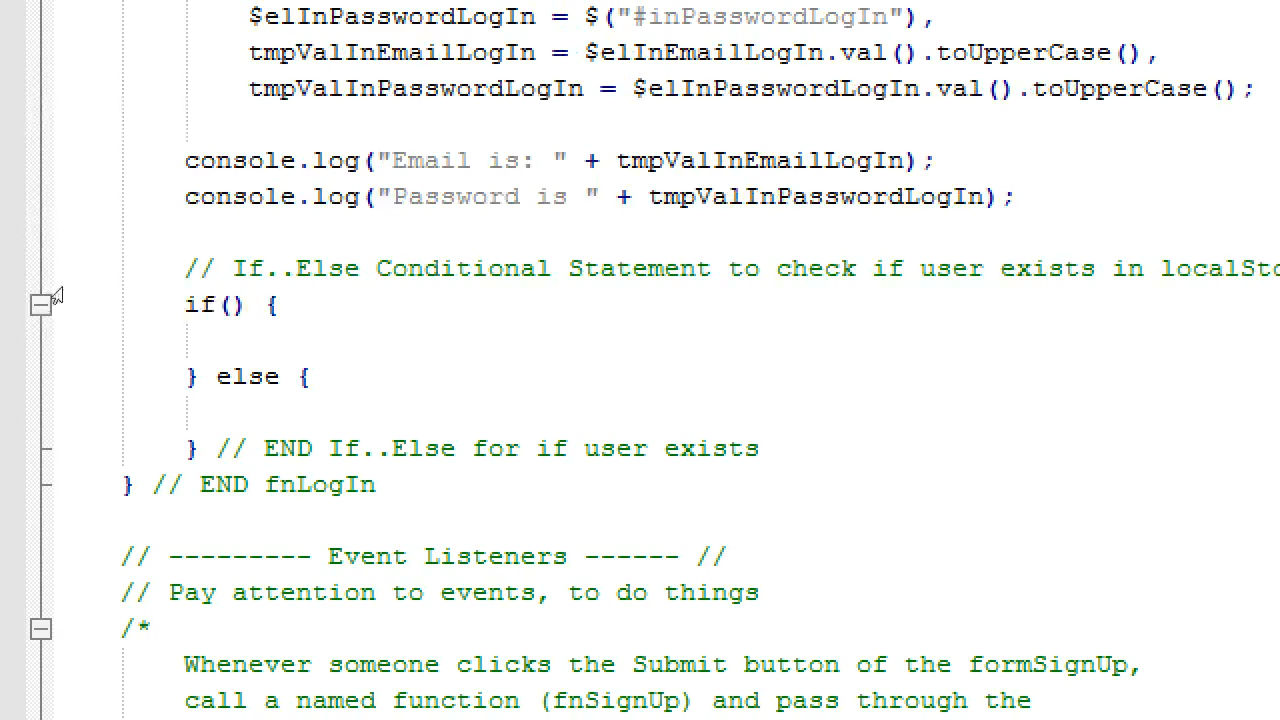 $elInPasswordLogIn = $("#inPasswordLogIn"),
tmpValInEmailLogIn = $elInEmailLogIn.val().toUpperCase(),
tmpValInPasswordLogIn = $elInPasswordLogIn.val().toUpperCase();
console.log("Email is: " + tmpValInEmailLogIn);
console.log("Password is " + tmpValInPasswordLogIn);
// If..Else Conditional Statement to check if user exists in localSto
if() {
} else {
} // END If..Else for if user exists
} // END fnLogIn
// --------- Event Listeners ------ //
// Pay attention to events, to do things
/*
Whenever someone clicks the Submit button of the formSignUp,
call a named function (fnSignUp) and pass through the